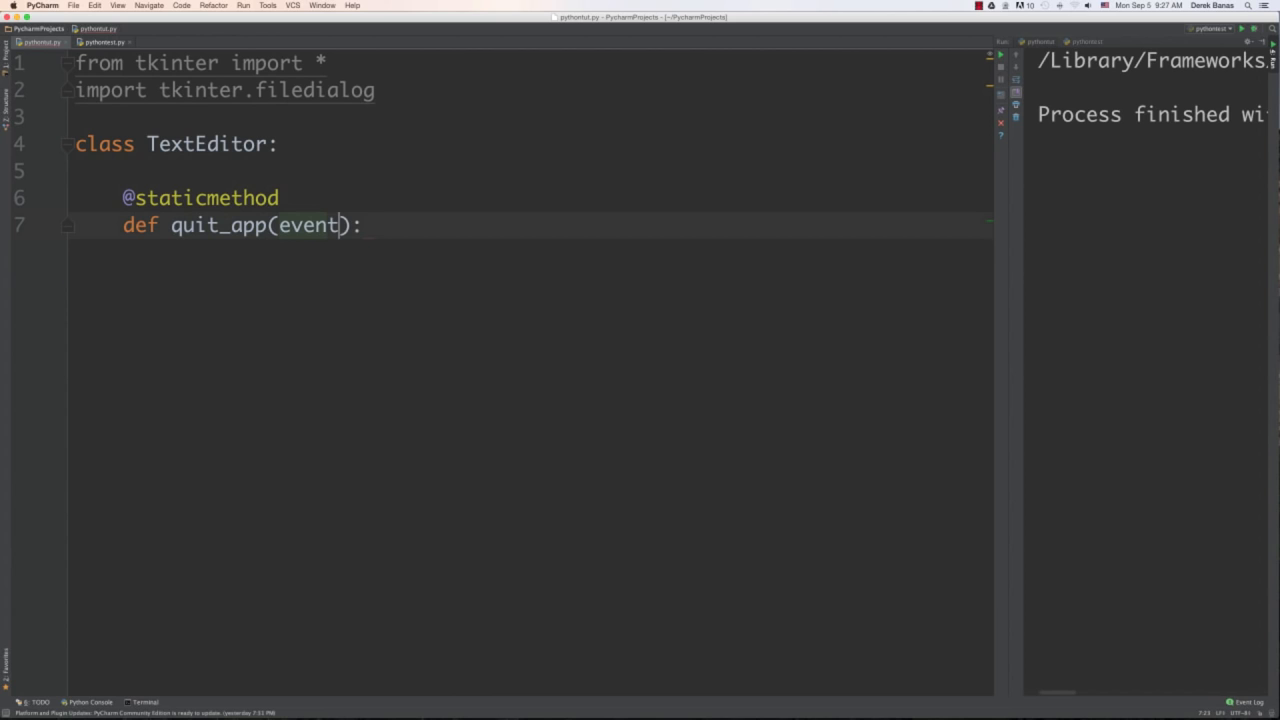 PyCharm File Edit View Navigate Code Refactor Run Tools VCS Window Help 10 Mon Sep 5 9:27 AM Derek Banas
pythontut.py - PycharmProjects - [~/PycharmProjects]
PycharmProjects pythontut.py pythontest
pythontut.py pythontest.py Run: pythontut pythontest
1: Project
Z: Structure
2: Favorites
1 from tkinter import *
2 import tkinter.filedialog
3
4 class TextEditor:
5
6 @staticmethod
7 def quit_app(event):
/Library/Frameworks
Process finished wi
6: TODO Python Console Terminal Event Log
Platform and Plugin Updates: PyCharm Community Edition is ready to update. (yesterday 7:51 PM) 7:23 LF÷ UTF-8÷